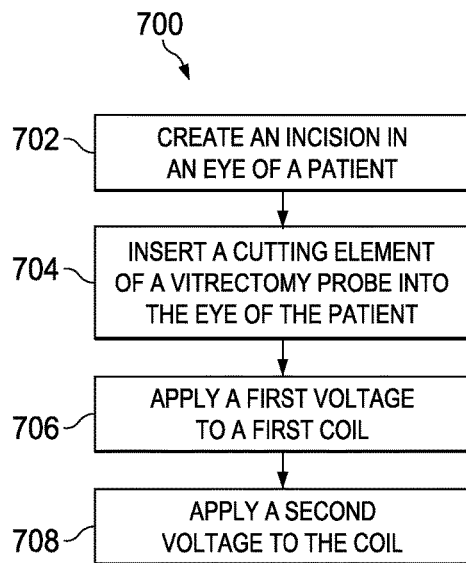 700
702
CREATE AN INCISION IN
AN EYE OF A PATIENT
704
INSERT A CUTTING ELEMENT
OF A VITRECTOMY PROBE INTO
THE EYE OF THE PATIENT
706
APPLY A FIRST VOLTAGE
TO A FIRST COIL
708
APPLY A SECOND
VOLTAGE TO THE COIL